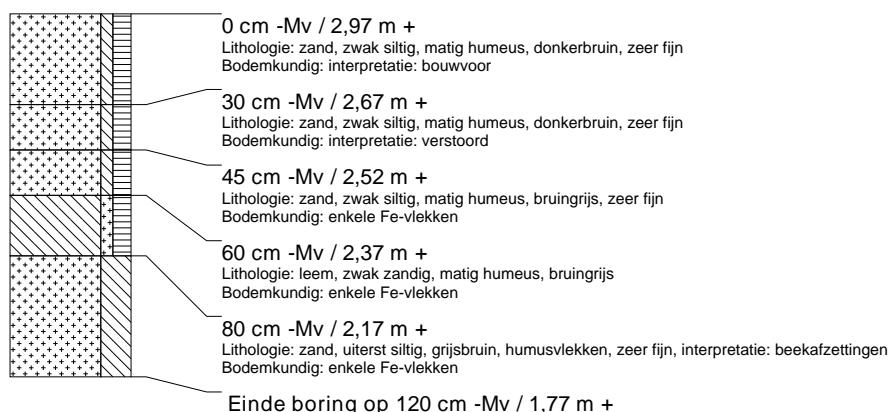 0 cm -Mv / 2,97 m +
Lithologie: zand, zwak siltig, matig humeus, donkerbruin, zeer fijn
Bodemkundig: interpretatie: bouwvoor
30 cm -Mv / 2,67 m +
Lithologie: zand, zwak siltig, matig humeus, donkerbruin, zeer fijn
Bodemkundig: interpretatie: verstoord
45 cm -Mv / 2,52 m +
Lithologie: zand, zwak siltig, matig humeus, bruingrijs, zeer fijn
Bodemkundig: enkele Fe-vlekken
60 cm -Mv / 2,37 m +
Lithologie: leem, zwak zandig, matig humeus, bruingrijs
Bodemkundig: enkele Fe-vlekken
80 cm -Mv / 2,17 m +
Lithologie: zand, uiterst siltig, grijsbruin, humusvlekken, zeer fijn, interpretatie: beekafzettingen
Bodemkundig: enkele Fe-vlekken
Einde boring op 120 cm -Mv / 1,77 m +